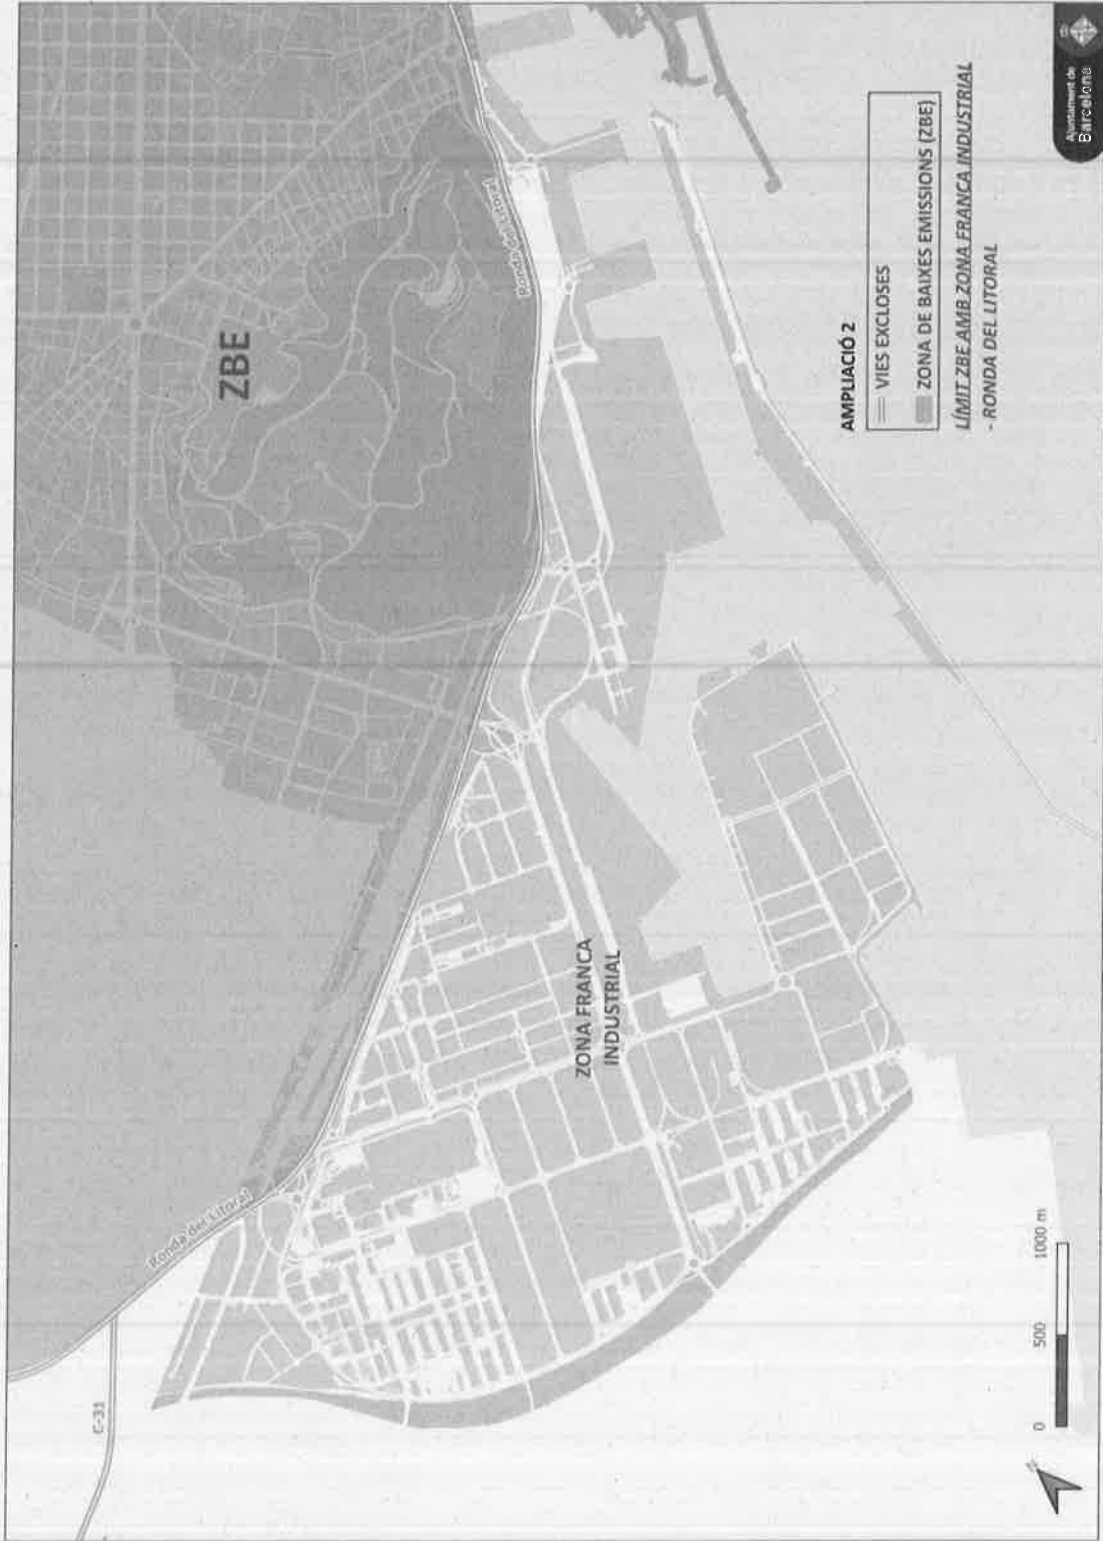 ZBE
Ronda del Litoral
Ronda del Litoral
C-31
ZONA FRANCA
INDUSTRIAL
AMPLIACIÓ 2
VIES EXCLOSES
ZONA DE BAIXES EMISSIONS (ZBE)
LÍMIT ZBE AMB ZONA FRANCA INDUSTRIAL
- RONDA DEL LITORAL
0 500 1000 m
Ajuntament de
Barcelona